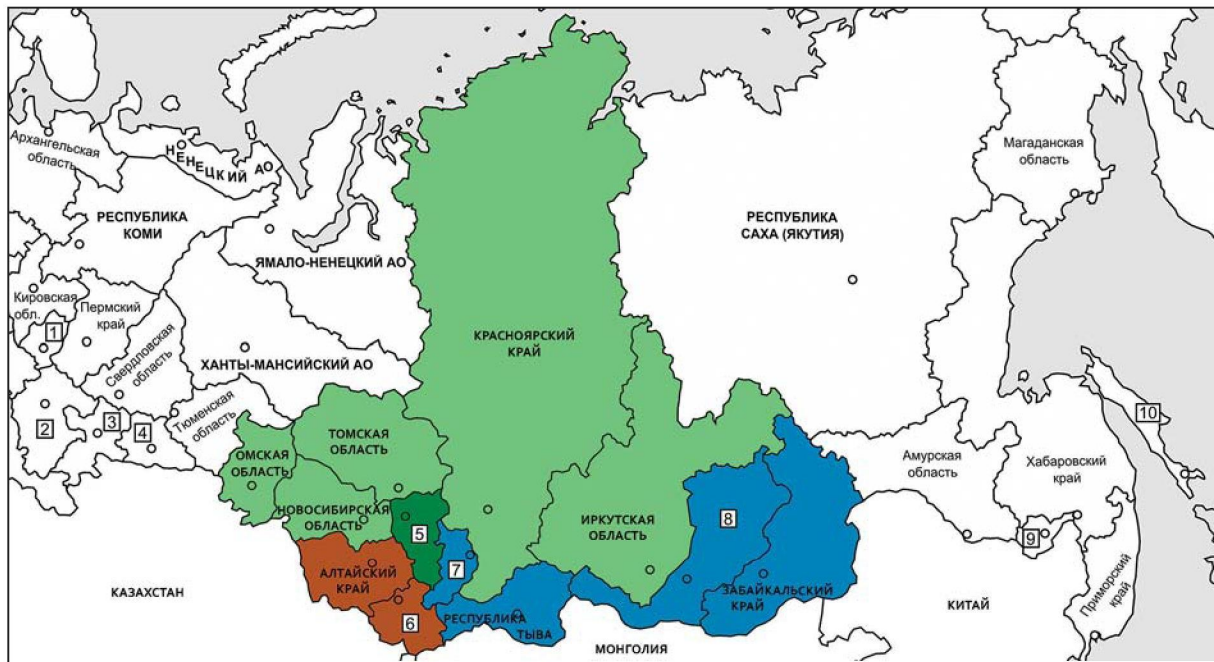 Архангельская
область
НЕНЕЦКИЙ АО
РЕСПУБЛИКА
КОМИ
ЯМАЛО-НЕНЕЦКИЙ АО
РЕСПУБЛИКА
САХА (ЯКУТИЯ)
Магаданская
область
Кировская
обл.
1
Пермский
край
Свердловская
область
ХАНТЫ-МАНСИЙСКИЙ АО
КРАСНОЯРСКИЙ
КРАЙ
2
3
4
Тюменская
область
ОМСКАЯ
ОБЛАСТЬ
ТОМСКАЯ
ОБЛАСТЬ
НОВОСИБИРСКАЯ
ОБЛАСТЬ
5
ИРКУТСКАЯ
ОБЛАСТЬ
8
Амурская
область
Хабаровский
край
10
9
КАЗАХСТАН
АЛТАЙСКИЙ
КРАЙ
7
6
РЕСПУБЛИКА
ТЫВА
ЗАБАЙКАЛЬСКИЙ
КРАЙ
МОНГОЛИЯ
КИТАЙ
Приморский
край